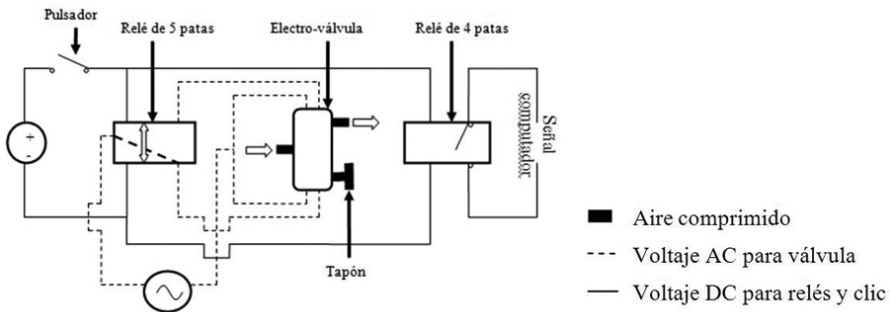 Pulsador
Relé de 5 patas
Electro-válvula
Relé de 4 patas
+
-
Señal
computador
Tapón
Aire comprimido
Voltaje AC para válvula
Voltaje DC para relés y clic